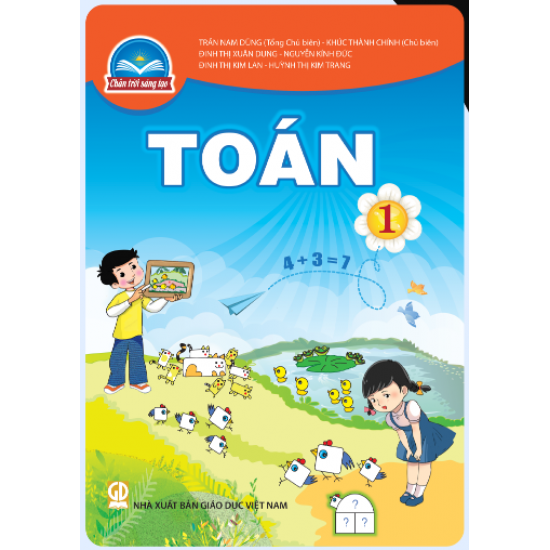 TRẦN NAM DŨNG (Tổng Chủ biên) - KHÚC THÀNH CHÍNH (Chủ biên)
ĐINH THỊ XUÂN DUNG - NGUYỄN KÍNH ĐỨC
ĐINH THỊ KIM LAN - HUỲNH THỊ KIM TRANG
Chân trời sáng tạo
TOÁN
1
4 + 3 = 7
?
? ?
GD
NHÀ XUẤT BẢN GIÁO DỤC VIỆT NAM